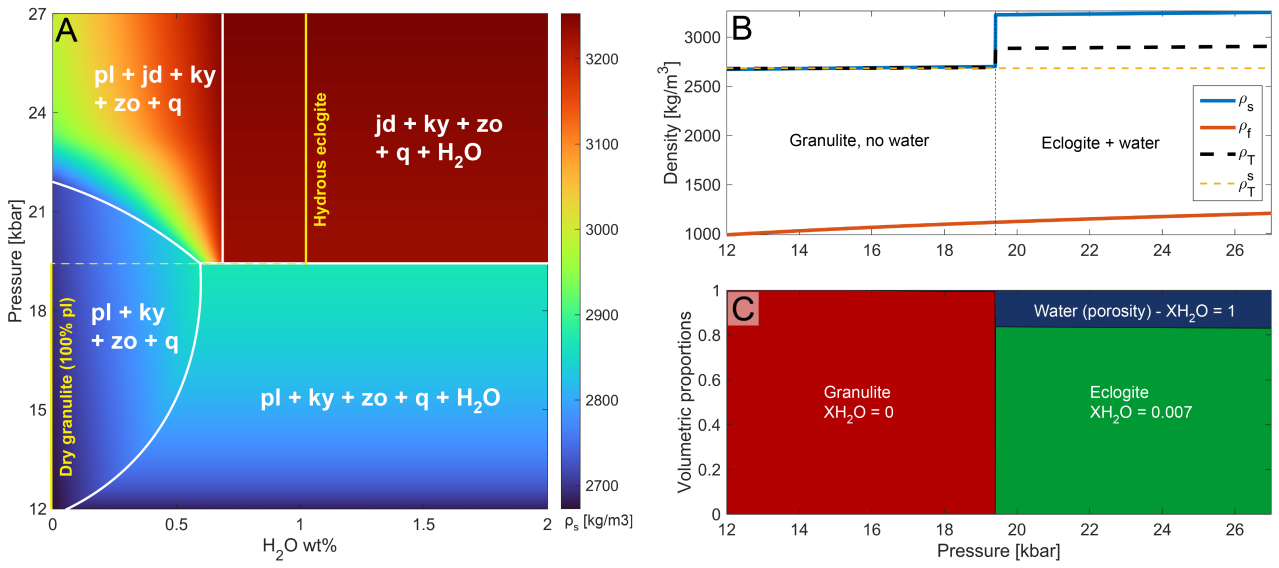 A
27
24
21
18
15
12
Pressure [kbar]
pl + jd + ky
+ zo + q
jd + ky + zo
+ q + H₂O
Hydrous eclogite
Dry granulite (100% pl)
pl + ky
+ zo + q
pl + ky + zo + q + H₂O
0
0.5
1
1.5
2
H₂O wt%
3200
3100
3000
2900
2800
2700
ρₛ [kg/m3]
B
3000
2500
2000
1500
1000
Density [kg/m³]
Granulite, no water
Eclogite + water
ρₛ
ρ_f
ρ_T
ρ_T^s
12
14
16
18
20
22
24
26
C
1
0.8
0.6
0.4
0.2
0
Volumetric proportions
Water (porosity) - XH₂O = 1
Granulite
XH₂O = 0
Eclogite
XH₂O = 0.007
12
14
16
18
20
22
24
26
Pressure [kbar]